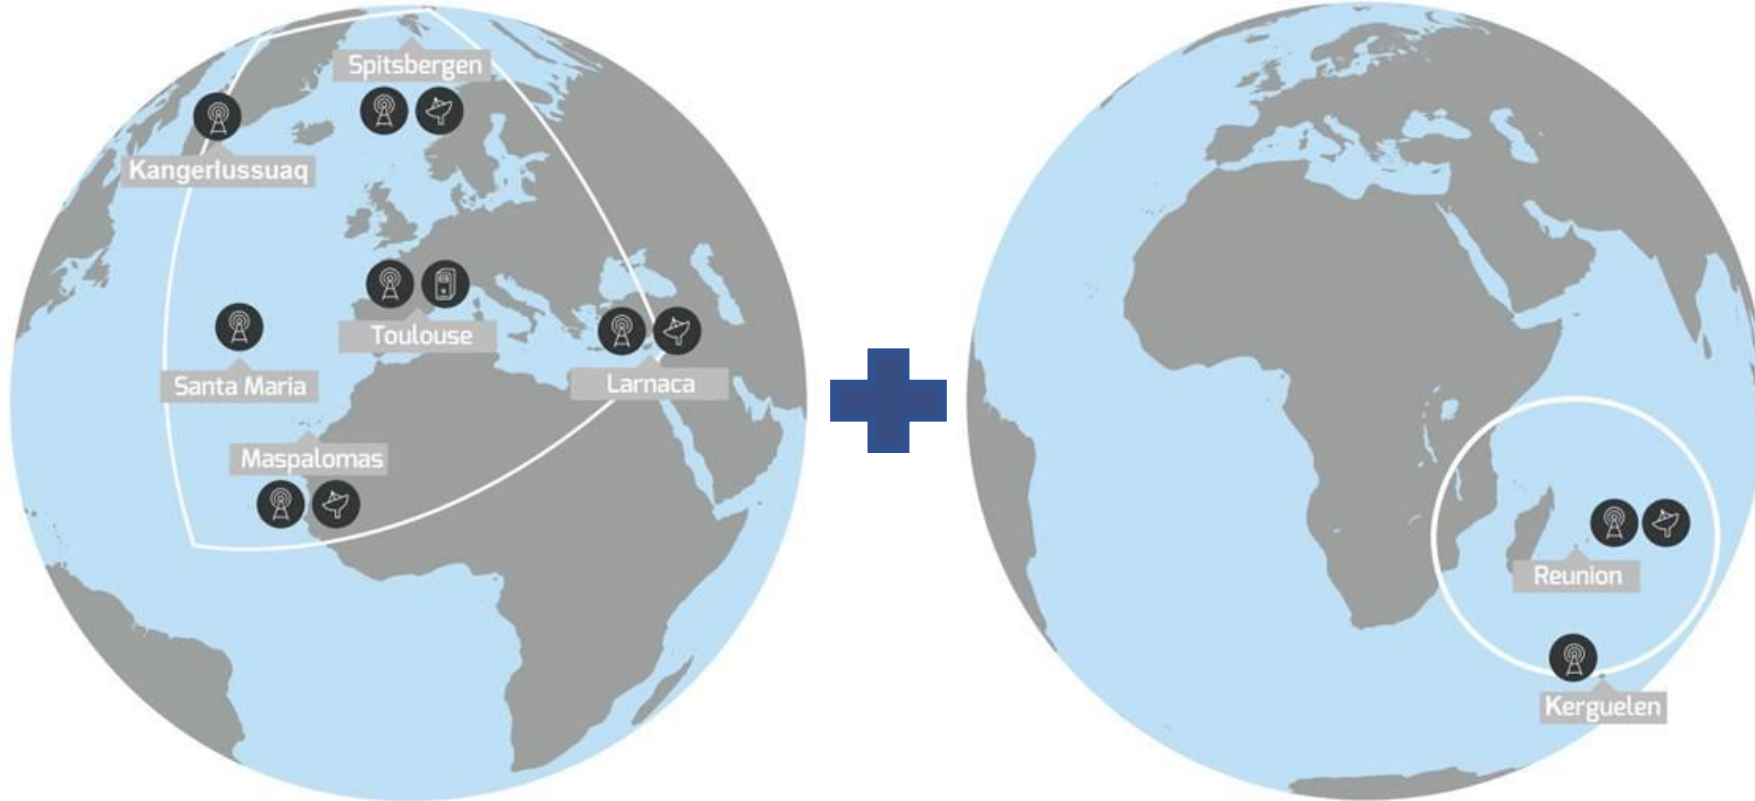 Spitsbergen
Kangerlussuaq
Toulouse
Santa Maria
Larnaca
Maspalomas
Reunion
Kerguelen